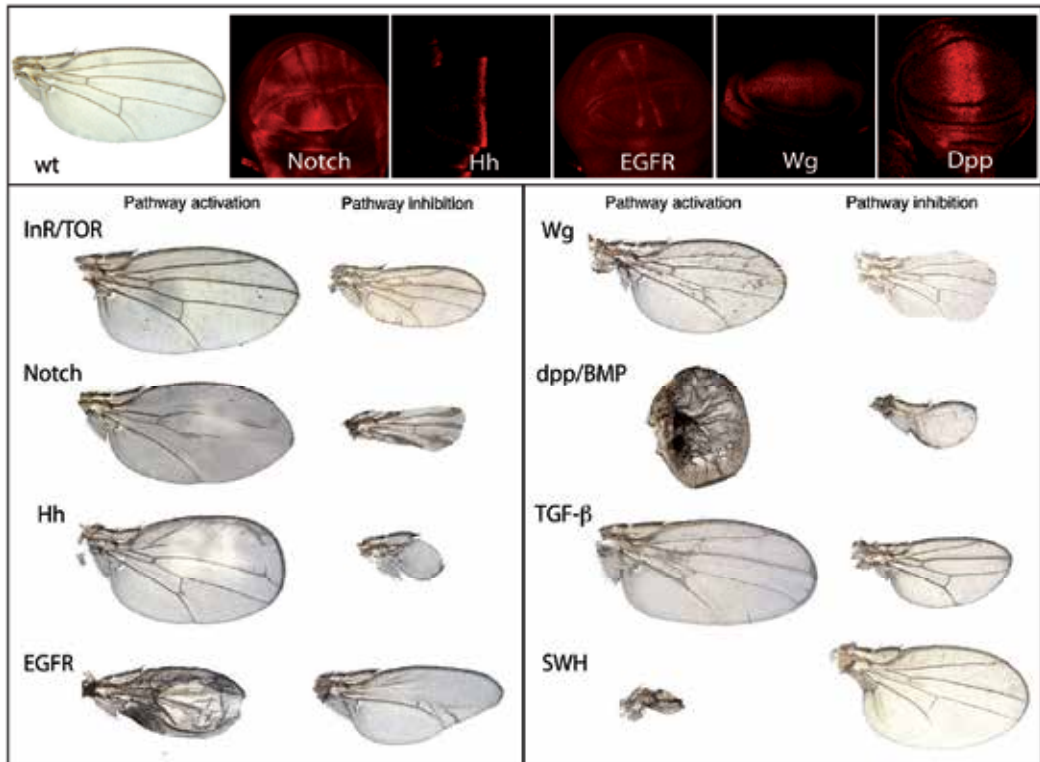 wt
Notch
Hh
EGFR
Wg
Dpp
Pathway activation
Pathway inhibition
InR/TOR
Notch
Hh
EGFR
Pathway activation
Pathway inhibition
Wg
dpp/BMP
TGF-β
SWH